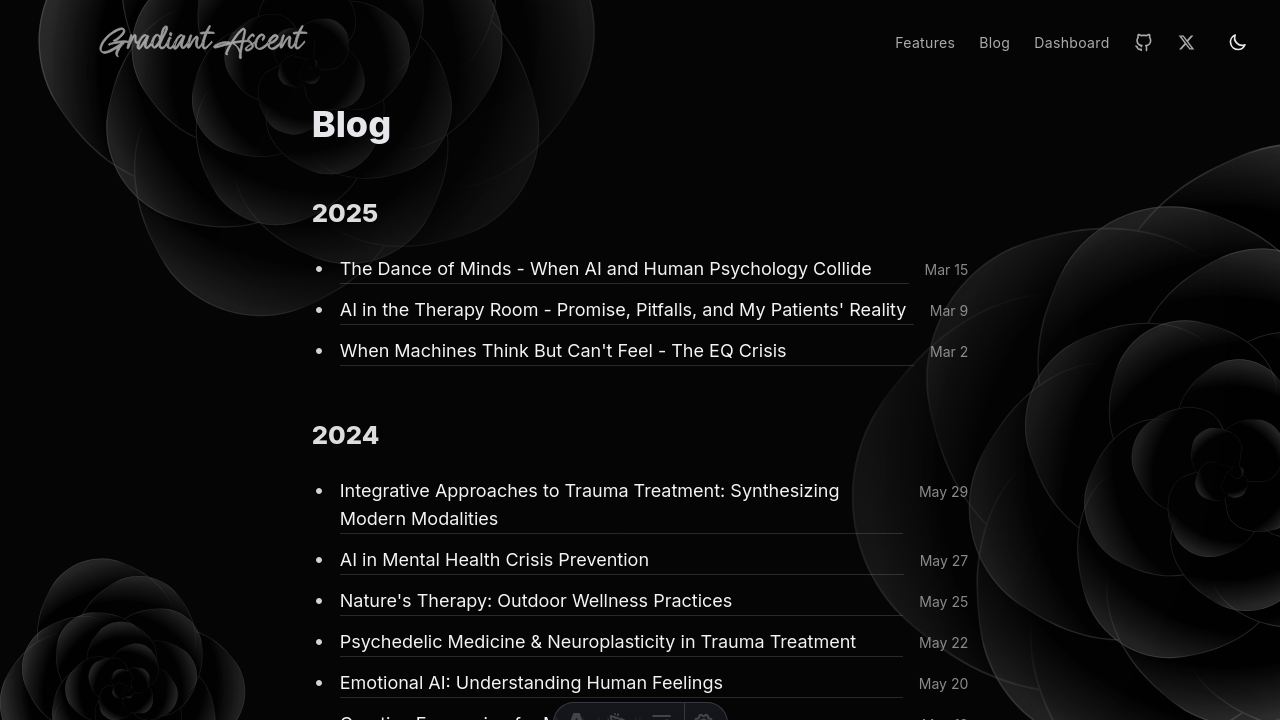 Gradiant Ascent
Features
Blog
Dashboard
Blog
2025
The Dance of Minds - When AI and Human Psychology Collide
Mar 15
AI in the Therapy Room - Promise, Pitfalls, and My Patients' Reality
Mar 9
When Machines Think But Can't Feel - The EQ Crisis
Mar 2
2024
Integrative Approaches to Trauma Treatment: Synthesizing
May 29
Modern Modalities
AI in Mental Health Crisis Prevention
May 27
Nature's Therapy: Outdoor Wellness Practices
May 25
Psychedelic Medicine & Neuroplasticity in Trauma Treatment
May 22
Emotional AI: Understanding Human Feelings
May 20